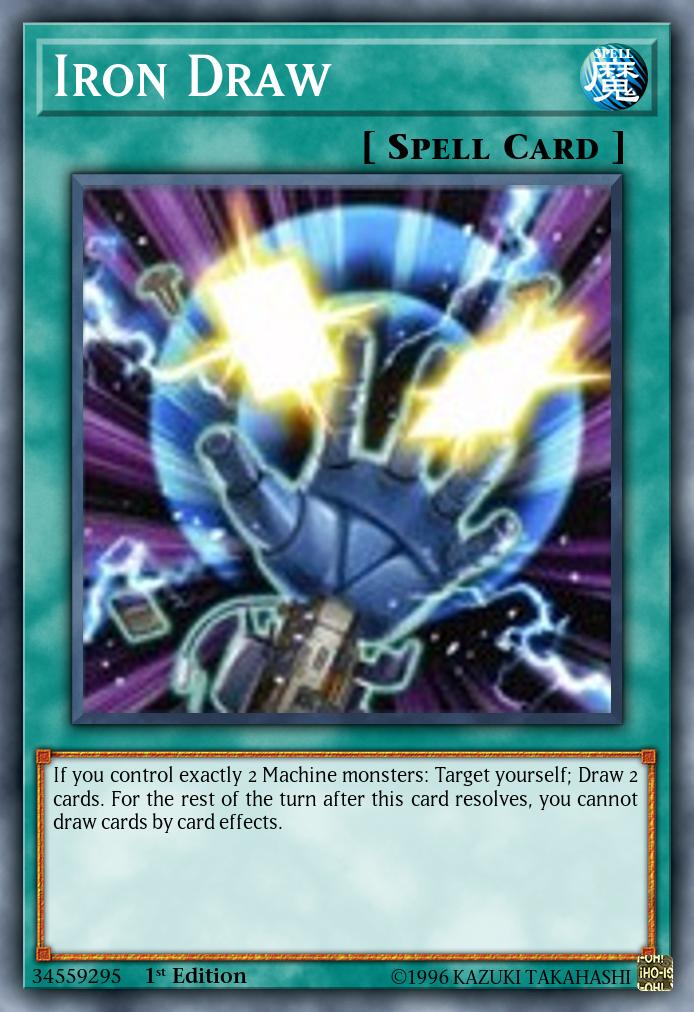 Iron Draw
SPELL
魔
[ Spell Card ]
If you control exactly 2 Machine monsters: Target yourself; Draw 2
cards. For the rest of the turn after this card resolves, you cannot
draw cards by card effects.
34559295 1st Edition ©1996 KAZUKI TAKAHASHI